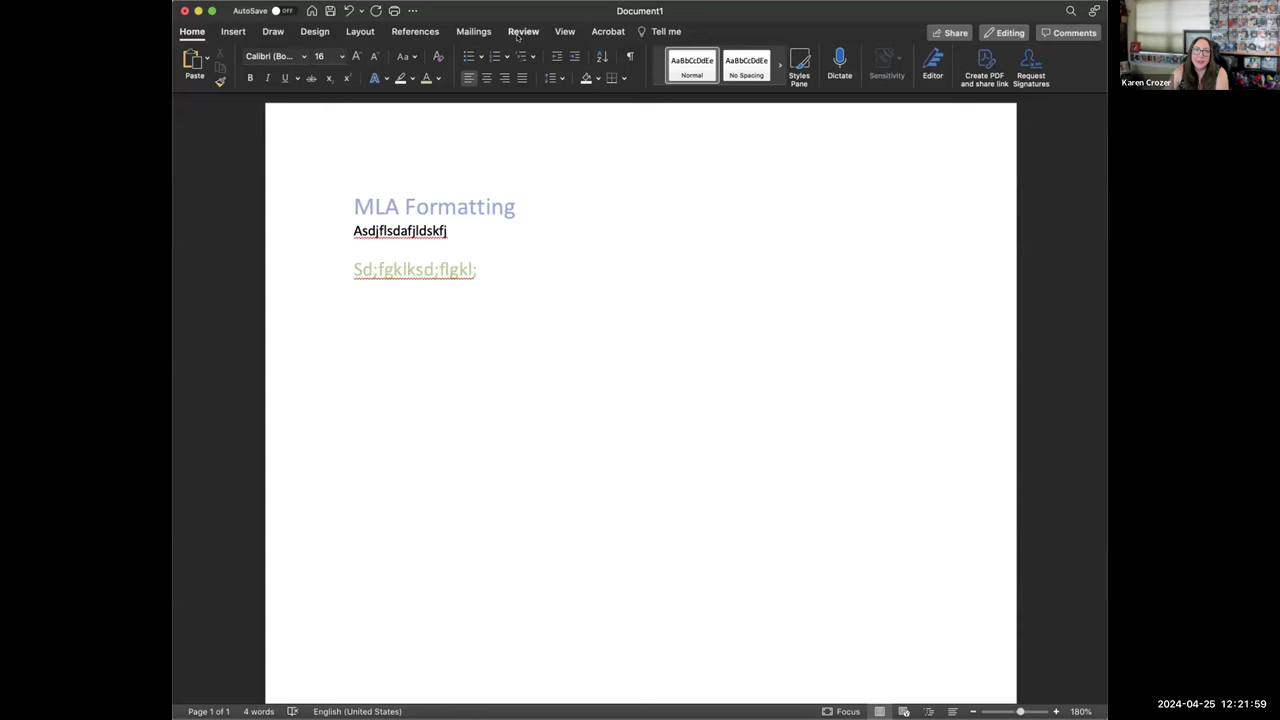 AutoSave OFF
Document1
Home Insert Draw Design Layout References Mailings Review View Acrobat Tell me
Share Editing Comments
Paste
Calibri (Bo... 16
AaBbCcDdEe
Normal
AaBbCcDdEe
No Spacing
Styles
Pane
Dictate
Sensitivity
Editor
Create PDF
and share link
Request
Signatures
Karen Crozer
MLA Formatting
Asdjflsdafjldskfj
Sd;fgklksd;flgkl;
Page 1 of 1 4 words English (United States) Focus 180%
2024-04-25 12:21:59